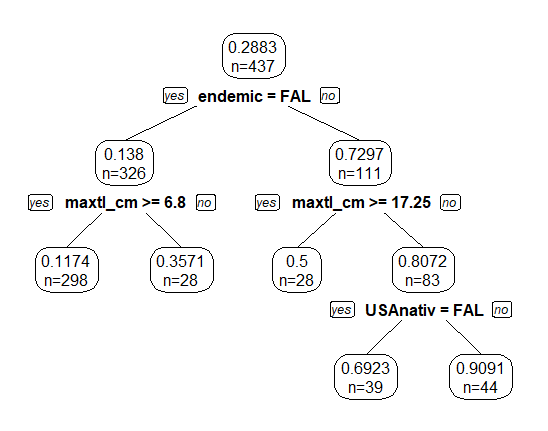 0.2883
n=437
yes endemic = FAL no
0.138
n=326
0.7297
n=111
yes maxtl_cm >= 6.8 no
yes maxtl_cm >= 17.25 no
0.1174
n=298
0.3571
n=28
0.5
n=28
0.8072
n=83
yes USAnativ = FAL no
0.6923
n=39
0.9091
n=44